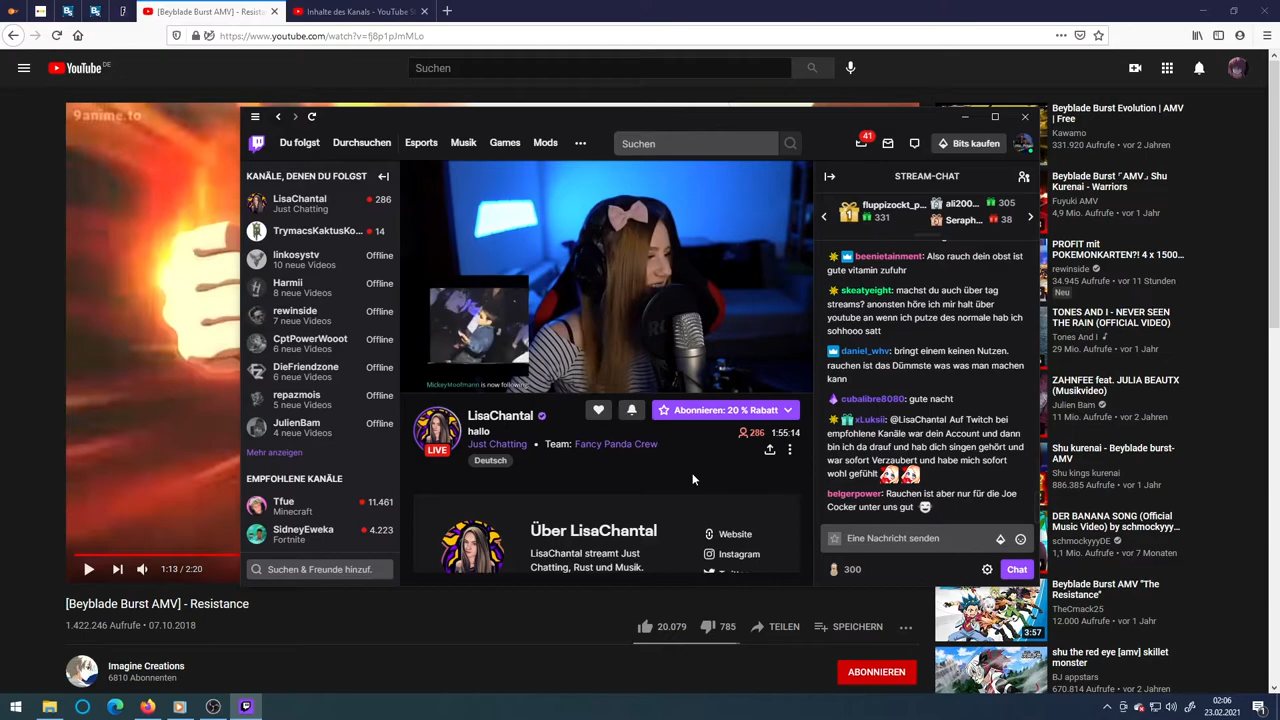 [Beyblade Burst AMV] - Resista
Inhalte des Kanals - YouTube S
https://www.youtube.com/watch?v=fj8p1pJmMLo
YouTube DE
Suchen
9anime.to
Du folgst
Durchsuchen
Esports
Musik
Games
Mods
Suchen
41
Bits kaufen
KANÄLE, DENEN DU FOLGST
LisaChantal
286
Just Chatting
TrymacsKaktusKo...
14
linkosystv
Offline
10 neue Videos
Harmii
Offline
8 neue Videos
rewinside
Offline
7 neue Videos
CptPowerWooot
Offline
6 neue Videos
DieFriendzone
Offline
6 neue Videos
repazmois
Offline
5 neue Videos
JulienBam
Offline
4 neue Videos
Mehr anzeigen
EMPFOHLENE KANÄLE
Tfue
11.461
Minecraft
SidneyEweka
4.223
Fortnite
Suchen & Freunde hinzuf.
MickeyMoofmann is now following!
LisaChantal
hallo
Just Chatting • Team: Fancy Panda Crew
Deutsch
LIVE
Abonnieren: 20 % Rabatt
286
1:55:14
Über LisaChantal
LisaChantal streamt Just
Chatting, Rust und Musik.
Website
Instagram
STREAM-CHAT
1
fluppizockt_p...
331
ali200...
305
Seraph...
38
beenietainment: Also rauch dein obst ist
gute vitamin zufuhr
skeatyeight: machst du auch über tag
streams? anonsten höre ich mir halt über
youtube an wenn ich putze des normale hab ich
sohhooo satt
daniel_whv: bringt einem keinen Nutzen.
rauchen ist das Dümmste was was man machen
kann
cubalibre8080: gute nacht
xLuksii: @LisaChantal Auf Twitch bei
empfohlene Kanäle war dein Account und dann
bin ich da drauf und hab dich singen gehört und
war sofort Verzaubert und habe mich sofort
wohl gefühlt
belgerpower: Rauchen ist aber nur für die Joe
Cocker unter uns gut
Eine Nachricht senden
300
Chat
1:13 / 2:20
[Beyblade Burst AMV] - Resistance
1.422.246 Aufrufe • 07.10.2018
20.079
785
TEILEN
SPEICHERN
Imagine Creations
6810 Abonnenten
ABONNIEREN
Beyblade Burst Evolution | AMV
| Free
Kawamo
331.920 Aufrufe • vor 2 Jahren
Beyblade Burst「AMV」Shu
Kurenai - Warriors
Fuyuki AMV
4,9 Mio. Aufrufe • vor 1 Jahr
PROFIT mit
POKEMONKARTEN?! 4 x 1500...
rewinside
34.945 Aufrufe • vor 11 Stunden
Neu
TONES AND I - NEVER SEEN
THE RAIN (OFFICIAL VIDEO)
Tones And I
29 Mio. Aufrufe • vor 1 Jahr
ZAHNFEE feat. JULIA BEAUTX
(Musikvideo)
Julien Bam
11 Mio. Aufrufe • vor 2 Jahren
Shu kurenai - Beyblade burst-
AMV
Shu kings kurenai
886.385 Aufrufe • vor 1 Jahr
DER BANANA SONG (Official
Music Video) by schmockyyy...
schmockyyyDE
1,1 Mio. Aufrufe • vor 7 Monaten
Beyblade Burst AMV "The
Resistance"
TheCmack25
12.000 Aufrufe • vor 1 Jahr
3:57
shu the red eye [amv] skillet
monster
BJ appstars
670.814 Aufrufe • vor 2 Jahren
02:06
23.02.2021